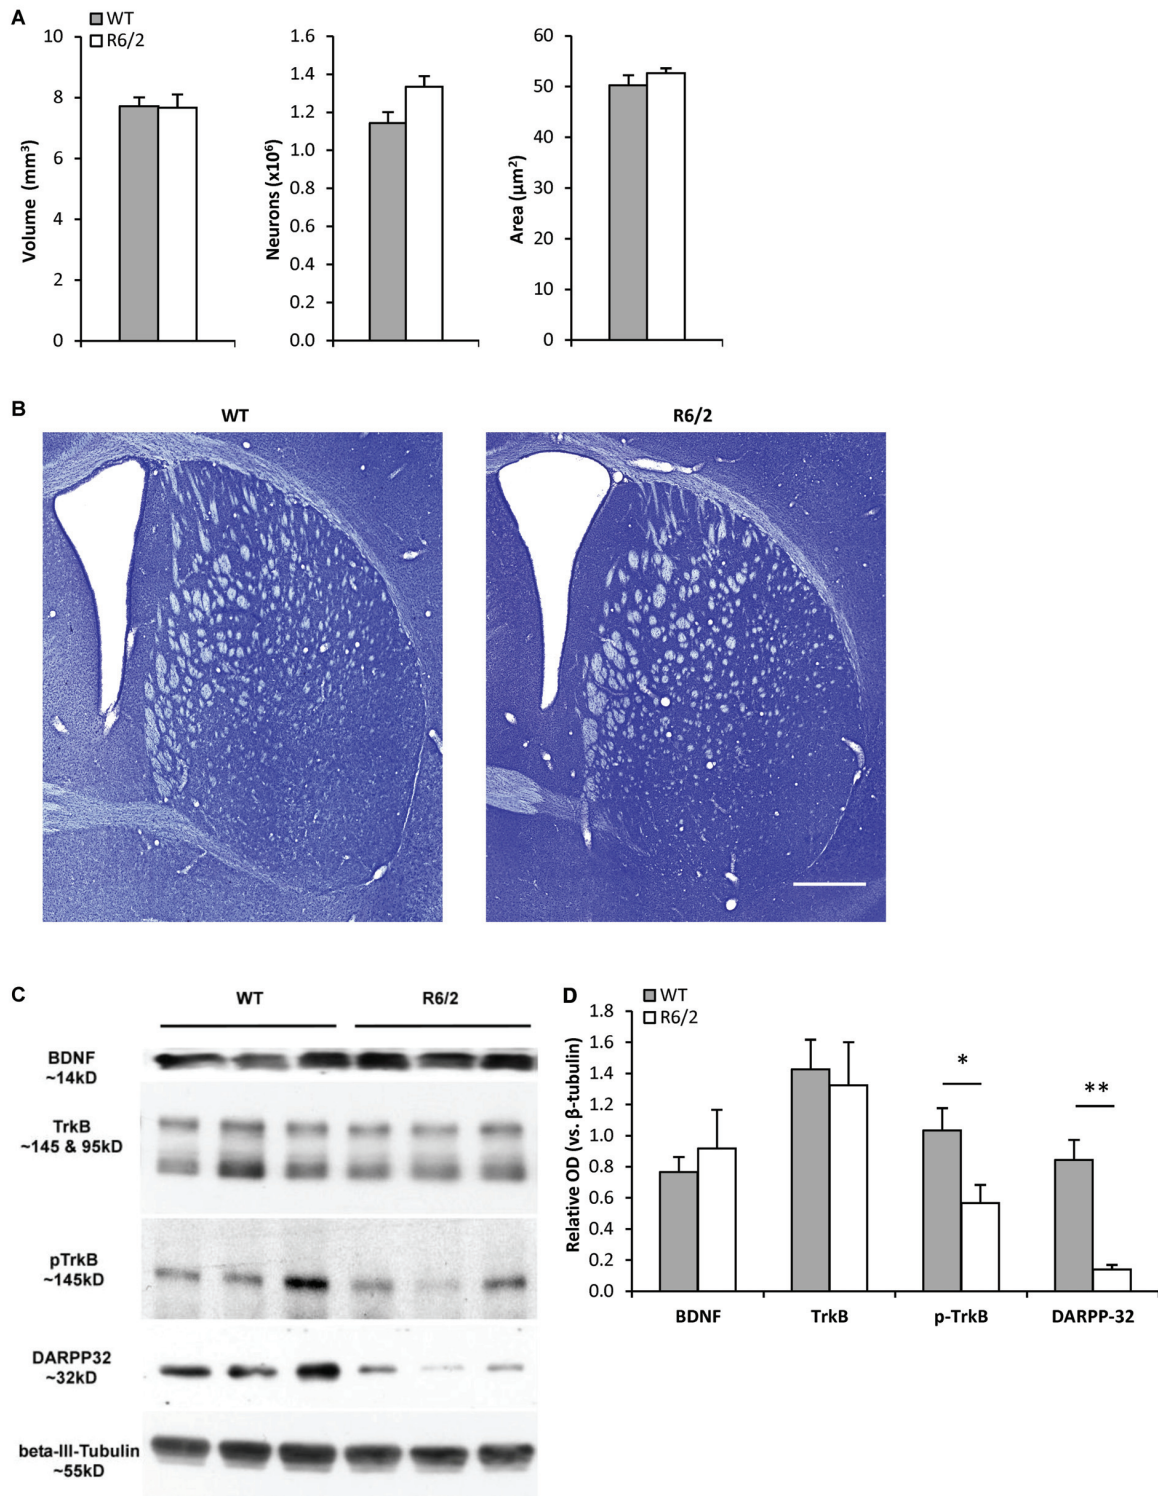 A
WT
R6/2
10
8
6
4
2
0
Volume (mm³)
1.6
1.4
1.2
1.0
0.8
0.6
0.4
0.2
0.0
Neurons (x10⁶)
60
50
40
30
20
10
0
Area (µm²)
B
WT
R6/2
C
WT
R6/2
BDNF
~14kD
TrkB
~145 & 95kD
pTrkB
~145kD
DARPP32
~32kD
beta-III-Tubulin
~55kD
D
WT
R6/2
1.8
1.6
1.4
1.2
1.0
0.8
0.6
0.4
0.2
0.0
Relative OD (vs. β-tubulin)
*
**
BDNF
TrkB
p-TrkB
DARPP-32